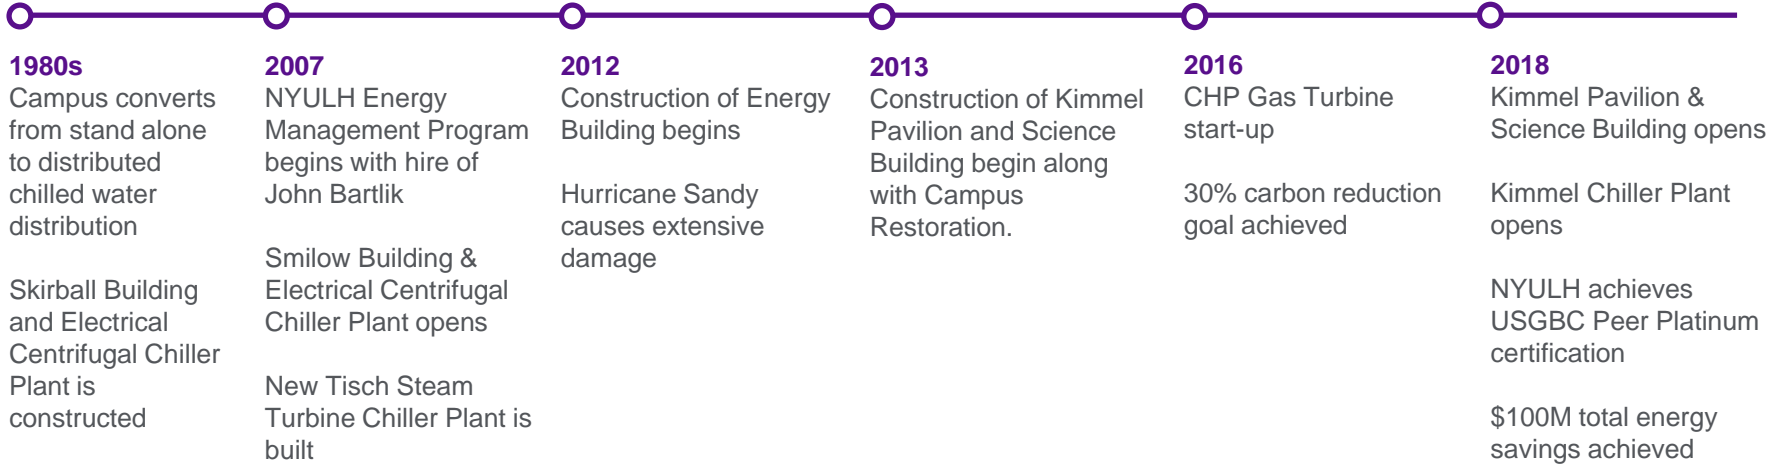 1980s
Campus converts
from stand alone
to distributed
chilled water
distribution
Skirball Building
and Electrical
Centrifugal Chiller
Plant is
constructed
2007
NYULH Energy
Management Program
begins with hire of
John Bartlik
Smilow Building &
Electrical Centrifugal
Chiller Plant opens
New Tisch Steam
Turbine Chiller Plant is
built
2012
Construction of Energy
Building begins
Hurricane Sandy
causes extensive
damage
2013
Construction of Kimmel
Pavilion and Science
Building begin along
with Campus
Restoration.
2016
CHP Gas Turbine
start-up
30% carbon reduction
goal achieved
2018
Kimmel Pavilion &
Science Building opens
Kimmel Chiller Plant
opens
NYULH achieves
USGBC Peer Platinum
certification
$100M total energy
savings achieved